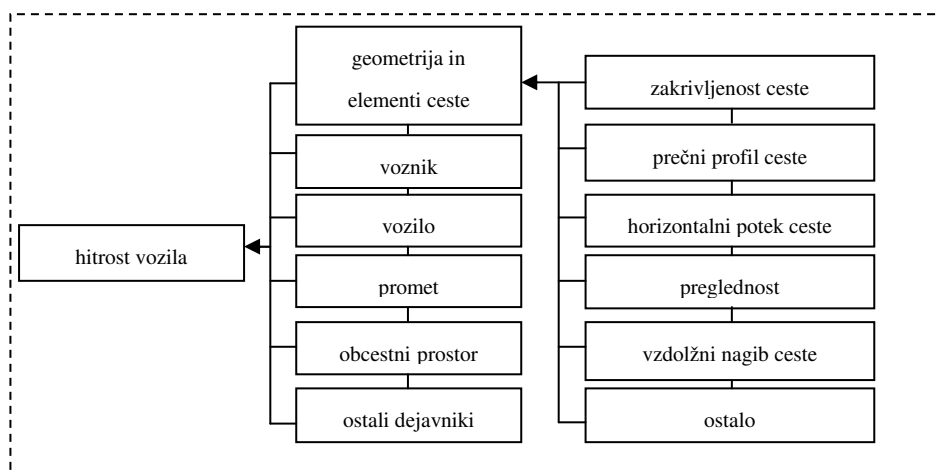 hitrost vozila
geometrija in
elementi ceste
voznik
vozilo
promet
obcestni prostor
ostali dejavniki
zakrivljenost ceste
prečni profil ceste
horizontalni potek ceste
preglednost
vzdolžni nagib ceste
ostalo